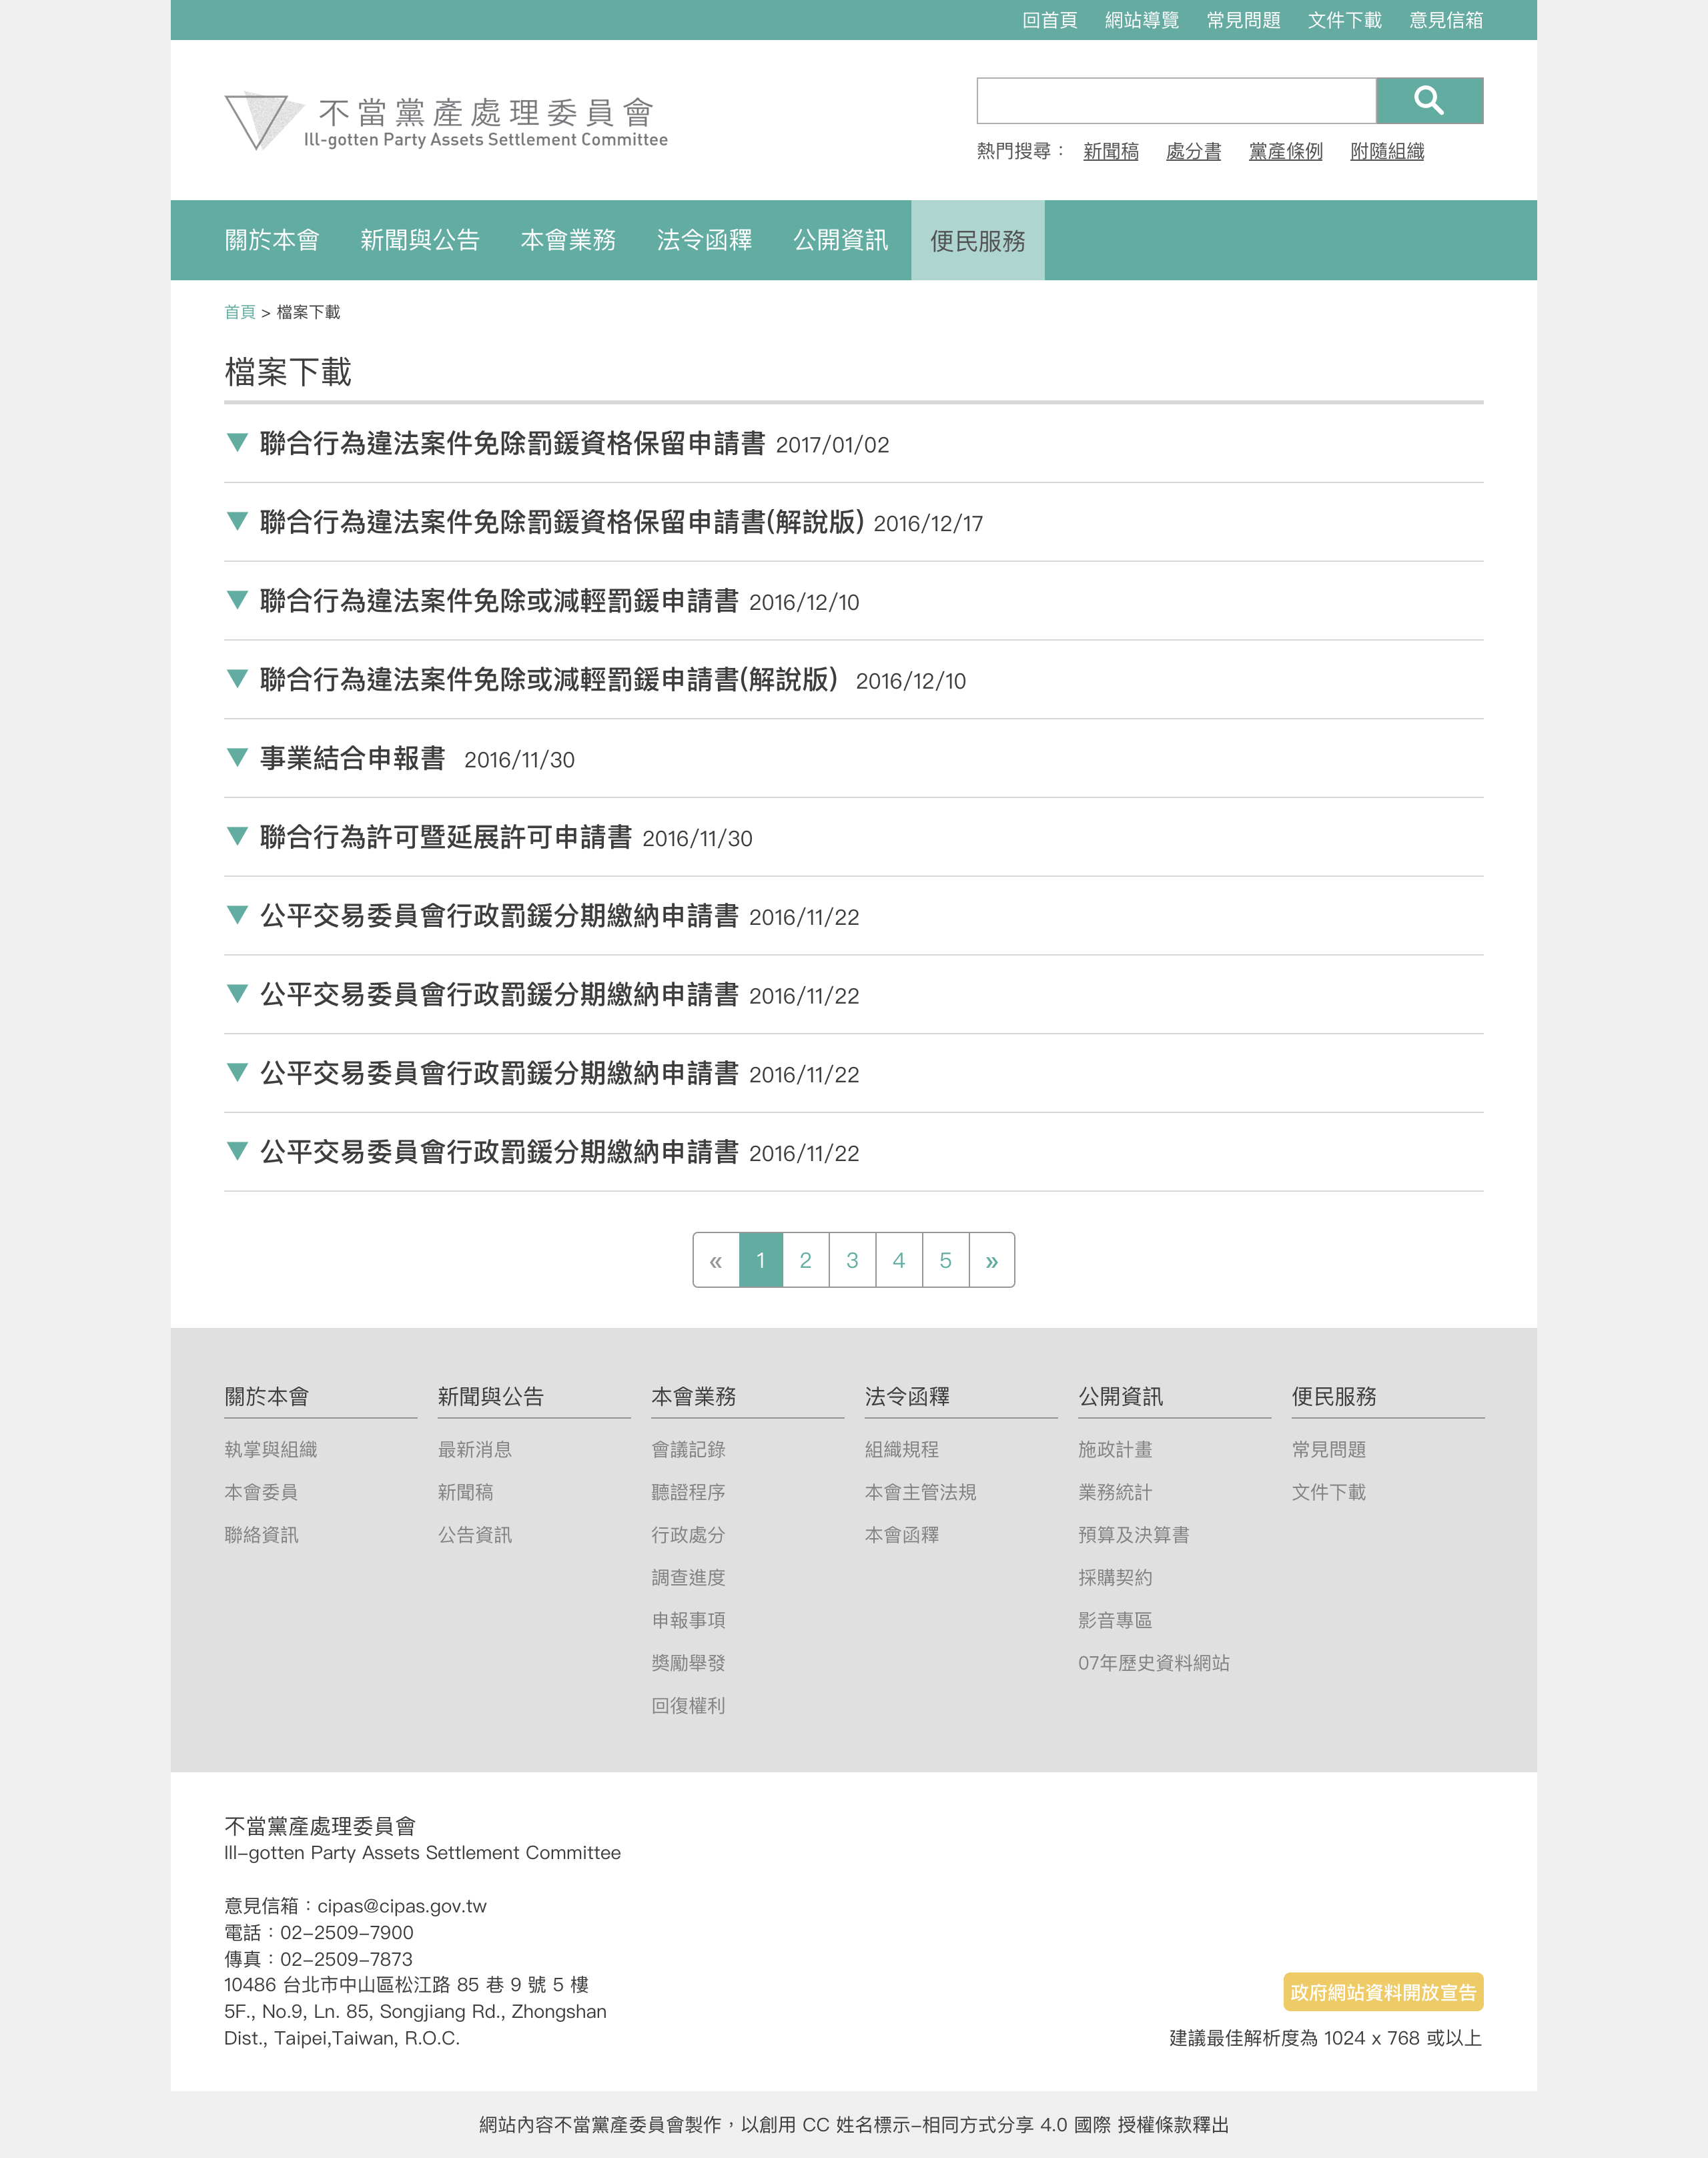 回首頁 網站導覽 常見問題 文件下載 意見信箱
不當黨產處理委員會
Ill-gotten Party Assets Settlement Committee
熱門搜尋： 新聞稿 處分書 黨產條例 附隨組織
關於本會 新聞與公告 本會業務 法令函釋 公開資訊 便民服務
首頁 > 檔案下載
檔案下載
▼ 聯合行為違法案件免除罰鍰資格保留申請書 2017/01/02
▼ 聯合行為違法案件免除罰鍰資格保留申請書(解說版) 2016/12/17
▼ 聯合行為違法案件免除或減輕罰鍰申請書 2016/12/10
▼ 聯合行為違法案件免除或減輕罰鍰申請書(解說版) 2016/12/10
▼ 事業結合申報書 2016/11/30
▼ 聯合行為許可暨延展許可申請書 2016/11/30
▼ 公平交易委員會行政罰鍰分期繳納申請書 2016/11/22
▼ 公平交易委員會行政罰鍰分期繳納申請書 2016/11/22
▼ 公平交易委員會行政罰鍰分期繳納申請書 2016/11/22
▼ 公平交易委員會行政罰鍰分期繳納申請書 2016/11/22
« 1 2 3 4 5 »
關於本會 新聞與公告 本會業務 法令函釋 公開資訊 便民服務
執掌與組織 最新消息 會議記錄 組織規程 施政計畫 常見問題
本會委員 新聞稿 聽證程序 本會主管法規 業務統計 文件下載
聯絡資訊 公告資訊 行政處分 本會函釋 預算及決算書
調查進度 採購契約
申報事項 影音專區
獎勵舉發 07年歷史資料網站
回復權利
不當黨產處理委員會
Ill-gotten Party Assets Settlement Committee
意見信箱：cipas@cipas.gov.tw
電話：02-2509-7900
傳真：02-2509-7873
10486 台北市中山區松江路 85 巷 9 號 5 樓
5F., No.9, Ln. 85, Songjiang Rd., Zhongshan
Dist., Taipei,Taiwan, R.O.C.
政府網站資料開放宣告
建議最佳解析度為 1024 x 768 或以上
網站內容不當黨產委員會製作，以創用 CC 姓名標示-相同方式分享 4.0 國際 授權條款釋出